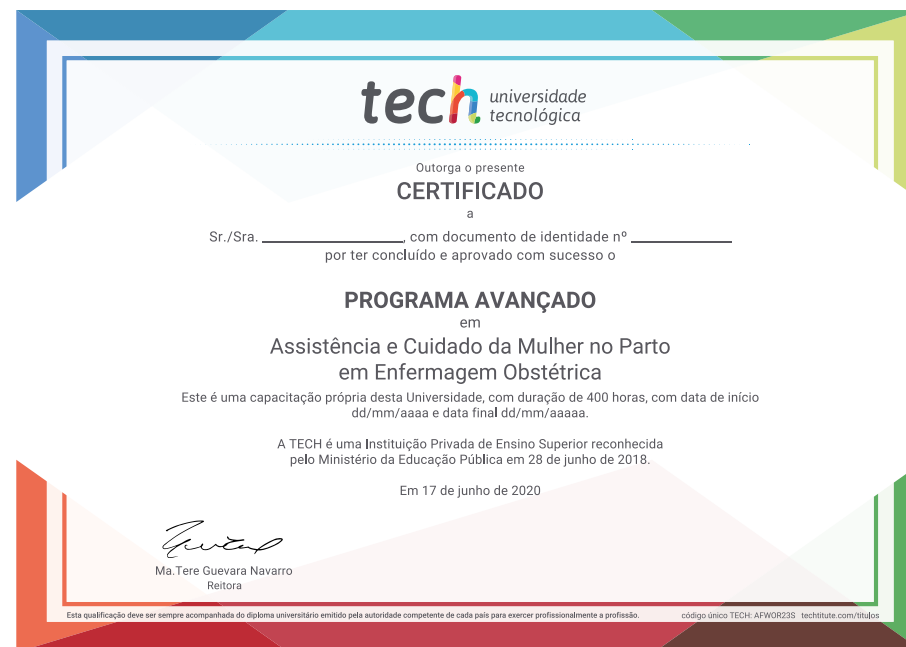 tech universidade
tecnológica
Outorga o presente
CERTIFICADO
a
Sr./Sra. ____________________, com documento de identidade nº ______________
por ter concluído e aprovado com sucesso o
PROGRAMA AVANÇADO
em
Assistência e Cuidado da Mulher no Parto
em Enfermagem Obstétrica
Este é uma capacitação própria desta Universidade, com duração de 400 horas, com data de início
dd/mm/aaaa e data final dd/mm/aaaaa.
A TECH é uma Instituição Privada de Ensino Superior reconhecida
pelo Ministério da Educação Pública em 28 de junho de 2018.
Em 17 de junho de 2020
Ma.Tere Guevara Navarro
Reitora
Esta qualificação deve ser sempre acompanhada do diploma universitário emitido pela autoridade competente de cada país para exercer profissionalmente a profissão. código único TECH: AFWOR23S techtitute.com/titulos